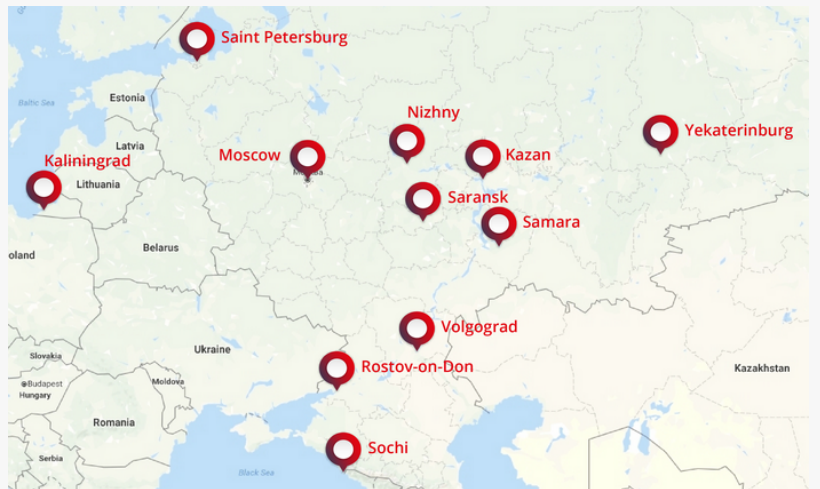 Saint Petersburg
Baltic Sea
Estonia
Nizhny
Yekaterinburg
Latvia
Moscow
Kazan
Kaliningrad
Lithuania
Saransk
Samara
Belarus
oland
Volgograd
Ukraine
Slovakia
Rostov-on-Don
Kazakhstan
Budapest
Moldova
Hungary
Romania
Sochi
Serbia
Black Sea